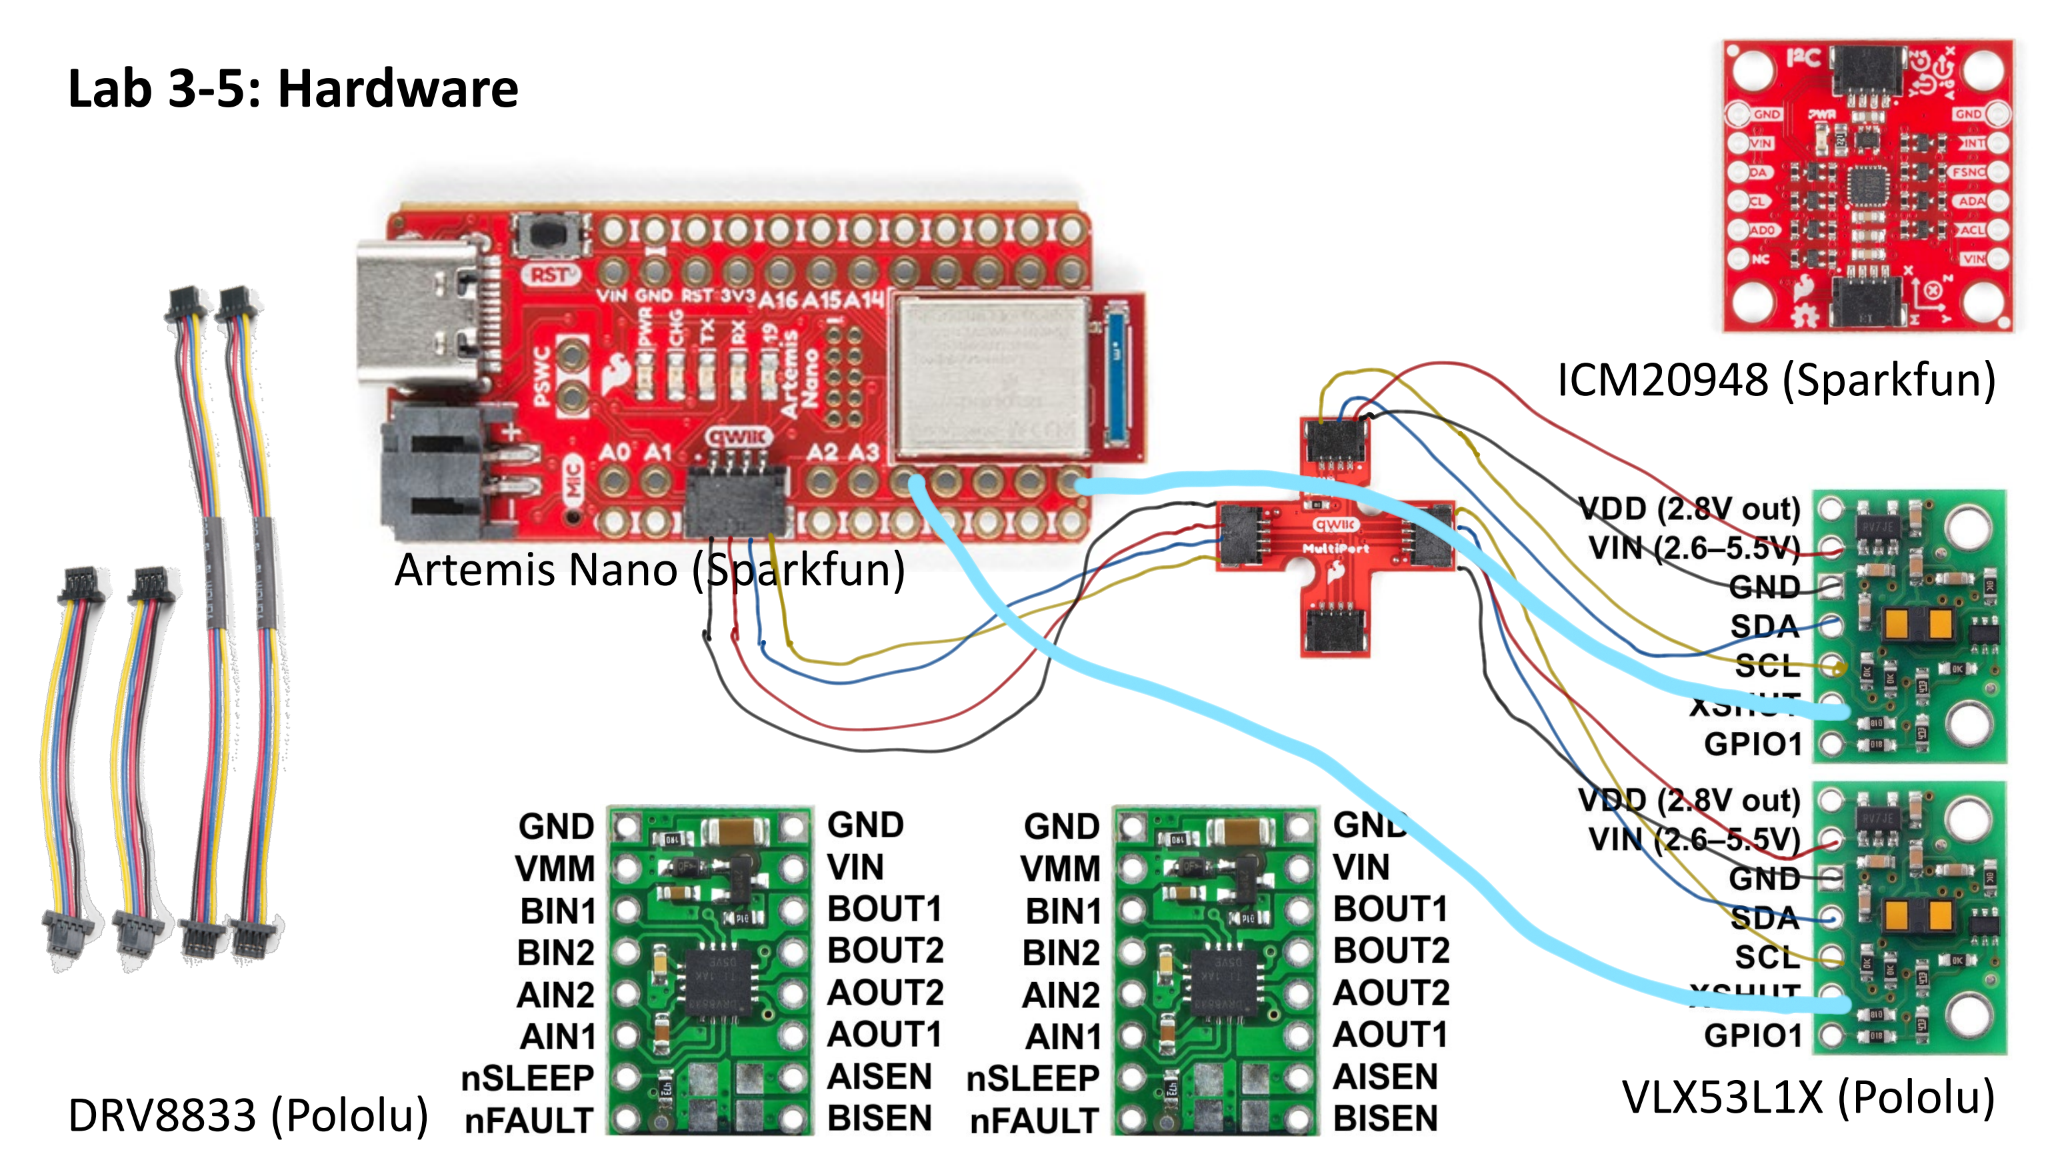 Lab 3-5: Hardware
I²C
GND
VIN
DA
CL
AD0
NC
PWR
GND
INT
FSNC
ADA
ACL
VIN
ICM20948 (Sparkfun)
RST
VIN GND RST 3V3 A16 A15 A14
PWR
CHG
TX
RX
19
Artemis
Nano
PSWC
qwiic
A0 A1
A2 A3
MIC
+
-
Artemis Nano (Sparkfun)
qwiic
MultiPort
VDD (2.8V out)
VIN (2.6–5.5V)
GND
SDA
SCL
XSHUT
GPIO1
VDD (2.8V out)
VIN (2.6–5.5V)
GND
SDA
SCL
XSHUT
GPIO1
VLX53L1X (Pololu)
GND
VMM
BIN1
BIN2
AIN2
AIN1
nSLEEP
nFAULT
GND
VIN
BOUT1
BOUT2
AOUT2
AOUT1
AISEN
BISEN
GND
VMM
BIN1
BIN2
AIN2
AIN1
nSLEEP
nFAULT
GND
VIN
BOUT1
BOUT2
AOUT2
AOUT1
AISEN
BISEN
DRV8833 (Pololu)